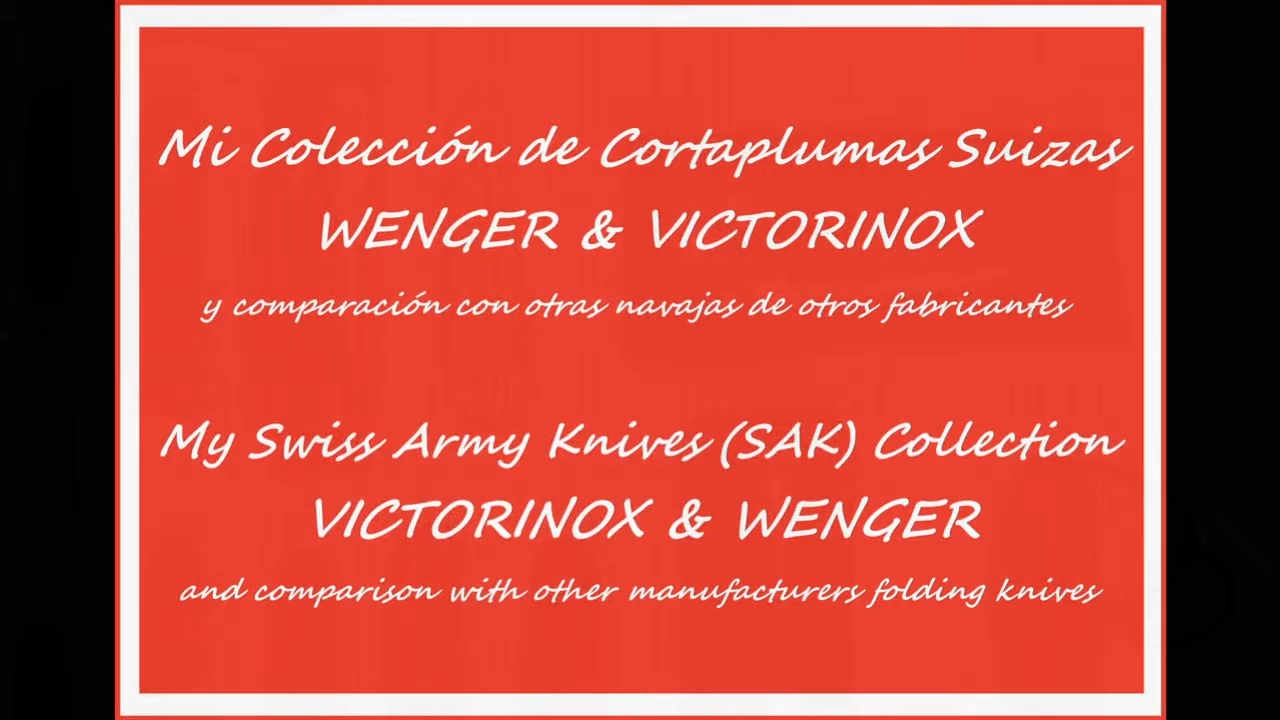 Mi Colección de Cortaplumas Suizas
WENGER & VICTORINOX
y comparación con otras navajas de otros fabricantes
My Swiss Army Knives (SAK) Collection
VICTORINOX & WENGER
and comparison with other manufacturers folding knives